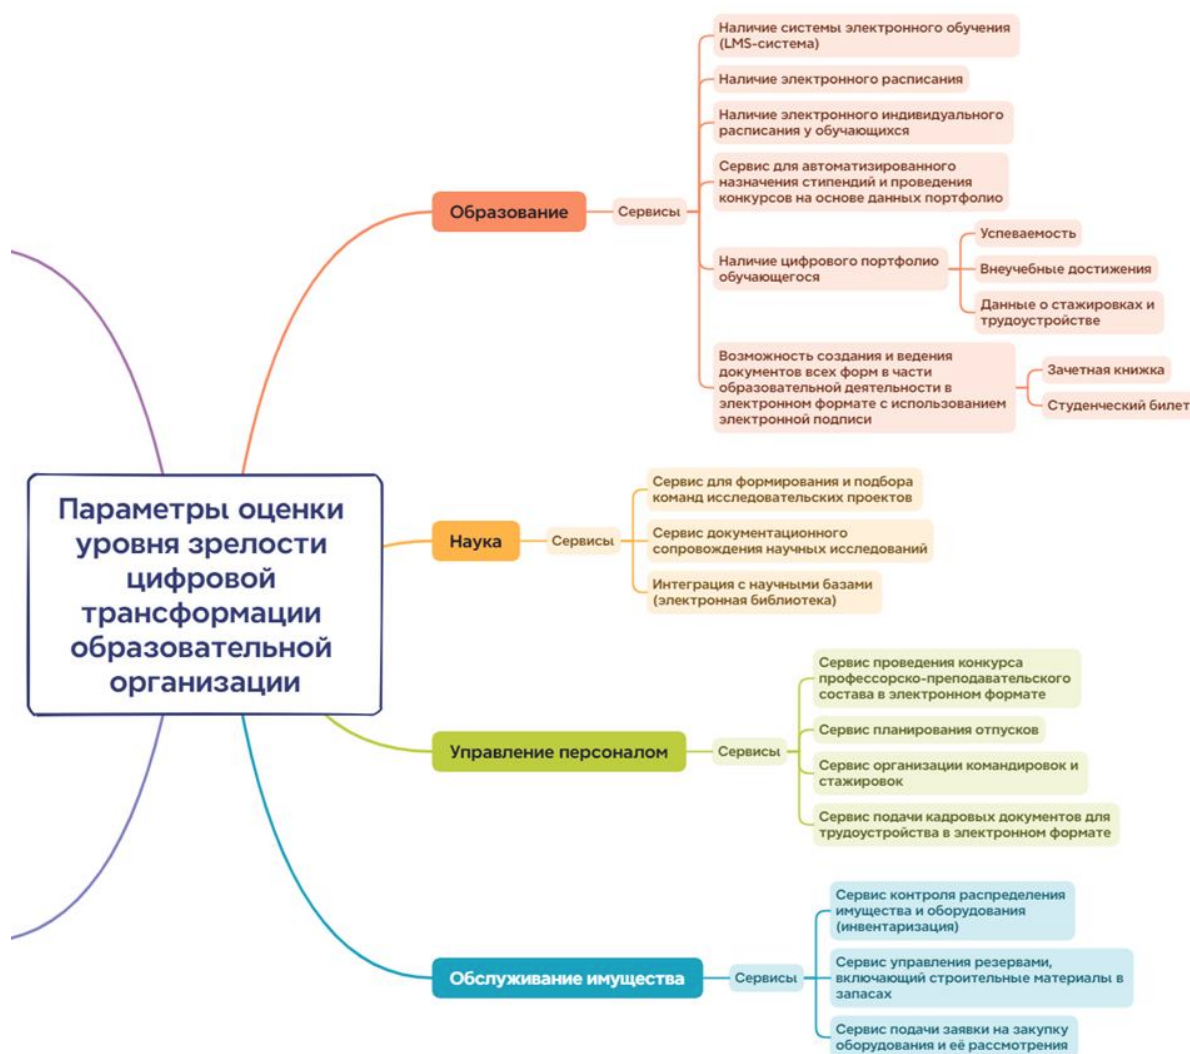 Параметры оценки
уровня зрелости
цифровой
трансформации
образовательной
организации
Образование
Сервисы
Наличие системы электронного обучения
(LMS-система)
Наличие электронного расписания
Наличие электронного индивидуального
расписания у обучающихся
Сервис для автоматизированного
назначения стипендий и проведения
конкурсов на основе данных портфолио
Наличие цифрового портфолио
обучающегося
Успеваемость
Внеучебные достижения
Данные о стажировках и
трудоустройстве
Возможность создания и ведения
документов всех форм в части
образовательной деятельности в
электронном формате с использованием
электронной подписи
Зачетная книжка
Студенческий билет
Наука
Сервисы
Сервис для формирования и подбора
команд исследовательских проектов
Сервис документационного
сопровождения научных исследований
Интеграция с научными базами
(электронная библиотека)
Управление персоналом
Сервисы
Сервис проведения конкурса
профессорско-преподавательского
состава в электронном формате
Сервис планирования отпусков
Сервис организации командировок и
стажировок
Сервис подачи кадровых документов для
трудоустройства в электронном формате
Обслуживание имущества
Сервисы
Сервис контроля распределения
имущества и оборудования
(инвентаризация)
Сервис управления резервами,
включающий строительные материалы в
запасах
Сервис подачи заявки на закупку
оборудования и её рассмотрения